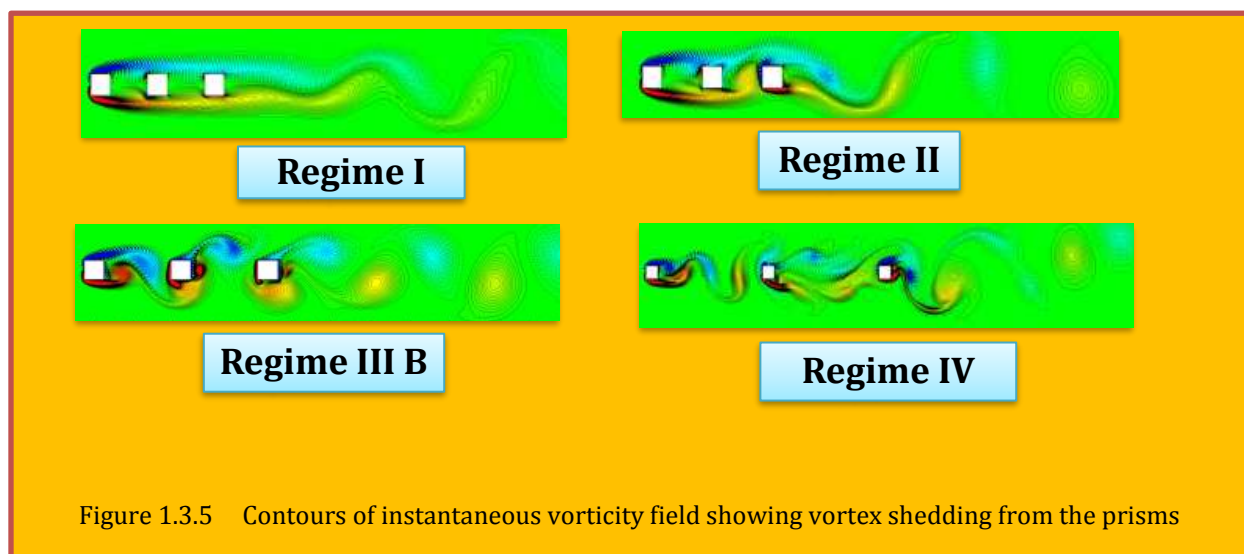 Regime I
Regime II
Regime III B
Regime IV
Figure 1.3.5 Contours of instantaneous vorticity field showing vortex shedding from the prisms